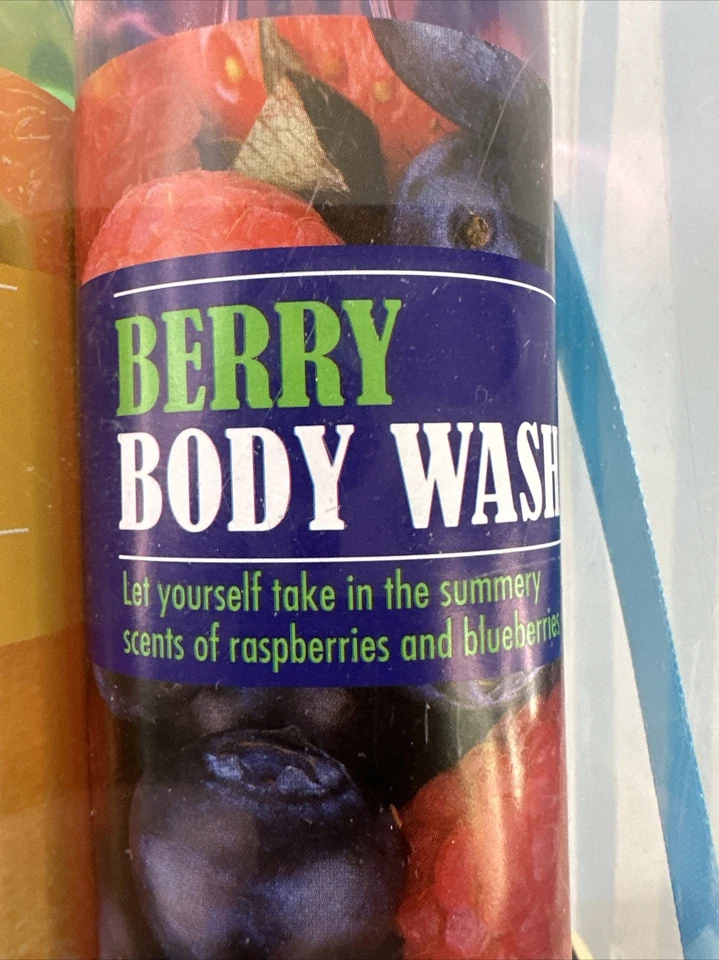 BERRY
BODY WASH
Let yourself take in the summery
scents of raspberries and blueberries